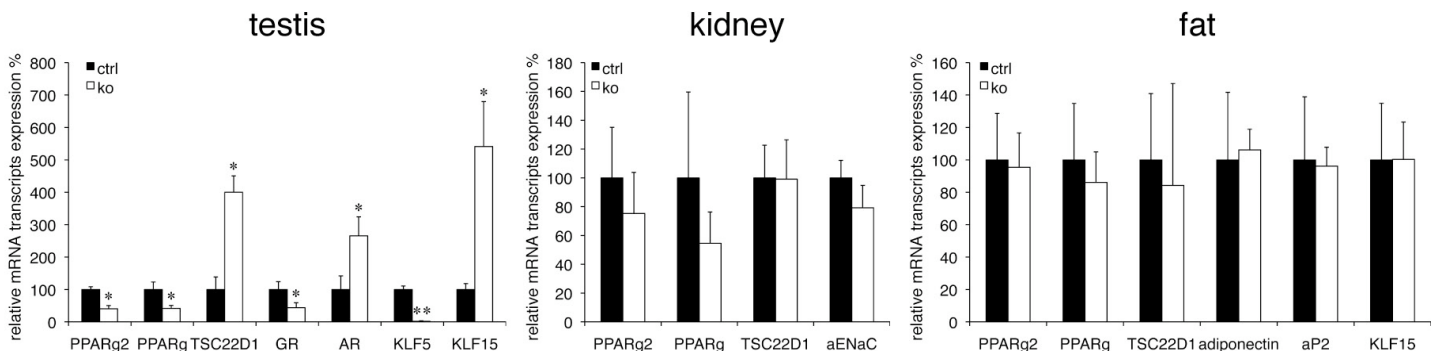 testis
relative mRNA transcripts expression %
800
700
600
500
400
300
200
100
0
ctrl
ko
*
*
*
*
*
**
*
PPARg2 PPARg TSC22D1 GR AR KLF5 KLF15
kidney
relative mRNA transcripts expression %
180
160
140
120
100
80
60
40
20
0
ctrl
ko
PPARg2 PPARg TSC22D1 aENaC
fat
relative mRNA transcripts expression %
160
140
120
100
80
60
40
20
0
ctrl
ko
PPARg2 PPARg TSC22D1 adiponectin aP2 KLF15